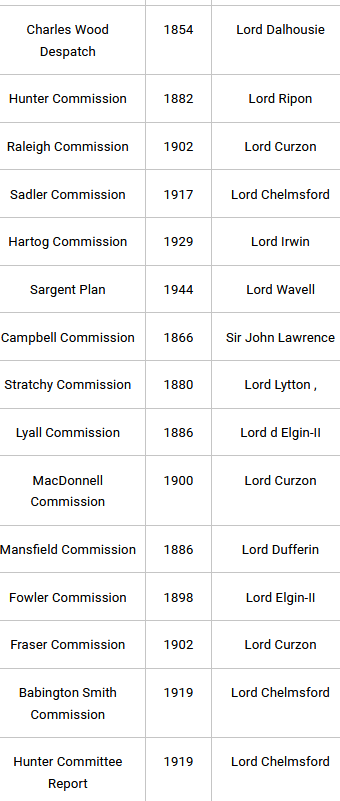 Charles Wood 1854 Lord Dalhousie
Despatch
Hunter Commission 1882 Lord Ripon
Raleigh Commission 1902 Lord Curzon
Sadler Commission 1917 Lord Chelmsford
Hartog Commission 1929 Lord Irwin
Sargent Plan 1944 Lord Wavell
Campbell Commission 1866 Sir John Lawrence
Stratchy Commission 1880 Lord Lytton ,
Lyall Commission 1886 Lord d Elgin-II
MacDonnell 1900 Lord Curzon
Commission
Mansfield Commission 1886 Lord Dufferin
Fowler Commission 1898 Lord Elgin-II
Fraser Commission 1902 Lord Curzon
Babington Smith 1919 Lord Chelmsford
Commission
Hunter Committee 1919 Lord Chelmsford
Report